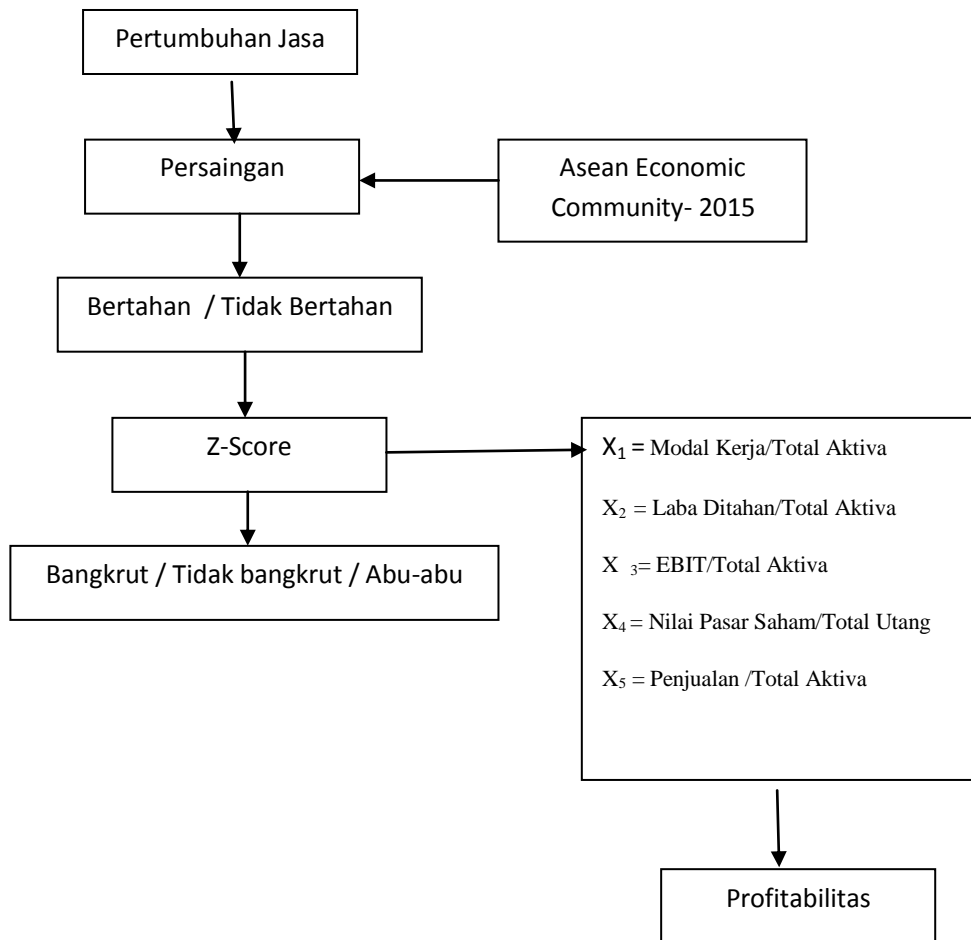 Pertumbuhan Jasa
Persaingan
Asean Economic
Community- 2015
Bertahan / Tidak Bertahan
Z-Score
X₁ = Modal Kerja/Total Aktiva
X₂ = Laba Ditahan/Total Aktiva
X ₃= EBIT/Total Aktiva
X₄ = Nilai Pasar Saham/Total Utang
X₅ = Penjualan /Total Aktiva
Bangkrut / Tidak bangkrut / Abu-abu
Profitabilitas